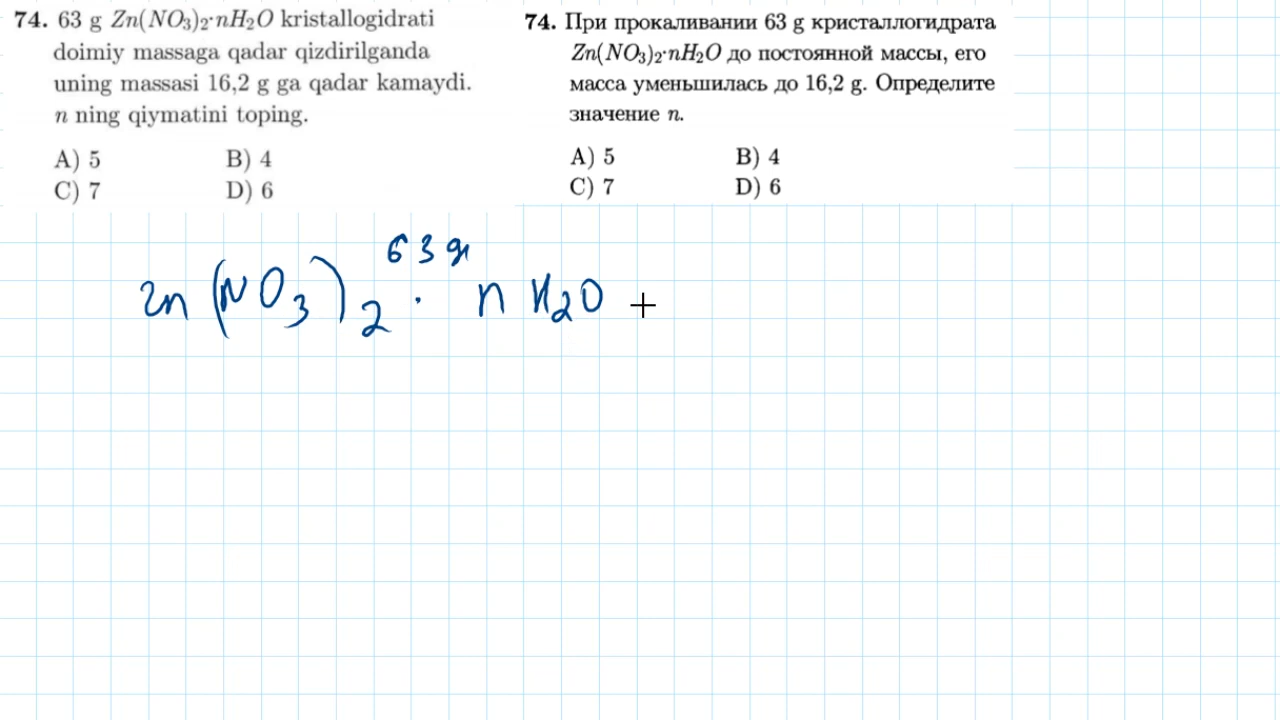 74. 63 g Zn(NO₃)₂·nH₂O kristallogidrati
doimiy massaga qadar qizdirilganda
uning massasi 16,2 g ga qadar kamaydi.
n ning qiymatini toping.
A) 5 B) 4
C) 7 D) 6
74. При прокаливании 63 g кристаллогидрата
Zn(NO₃)₂·nH₂O до постоянной массы, его
масса уменьшилась до 16,2 g. Определите
значение n.
A) 5 B) 4
C) 7 D) 6
63 gr
Zn(NO₃)₂ · n H₂O